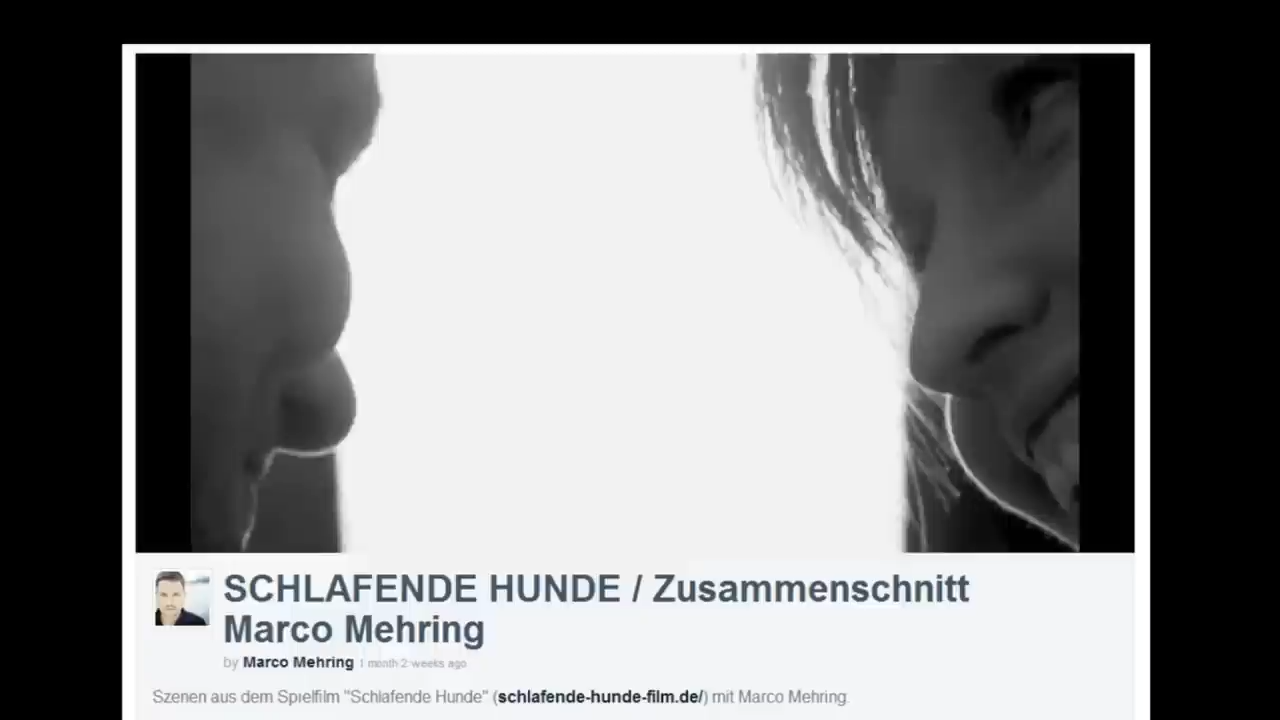 SCHLAFENDE HUNDE / Zusammenschnitt
Marco Mehring
by Marco Mehring 1 month 2 weeks ago
Szenen aus dem Spielfilm "Schlafende Hunde" (schlafende-hunde-film.de/) mit Marco Mehring.